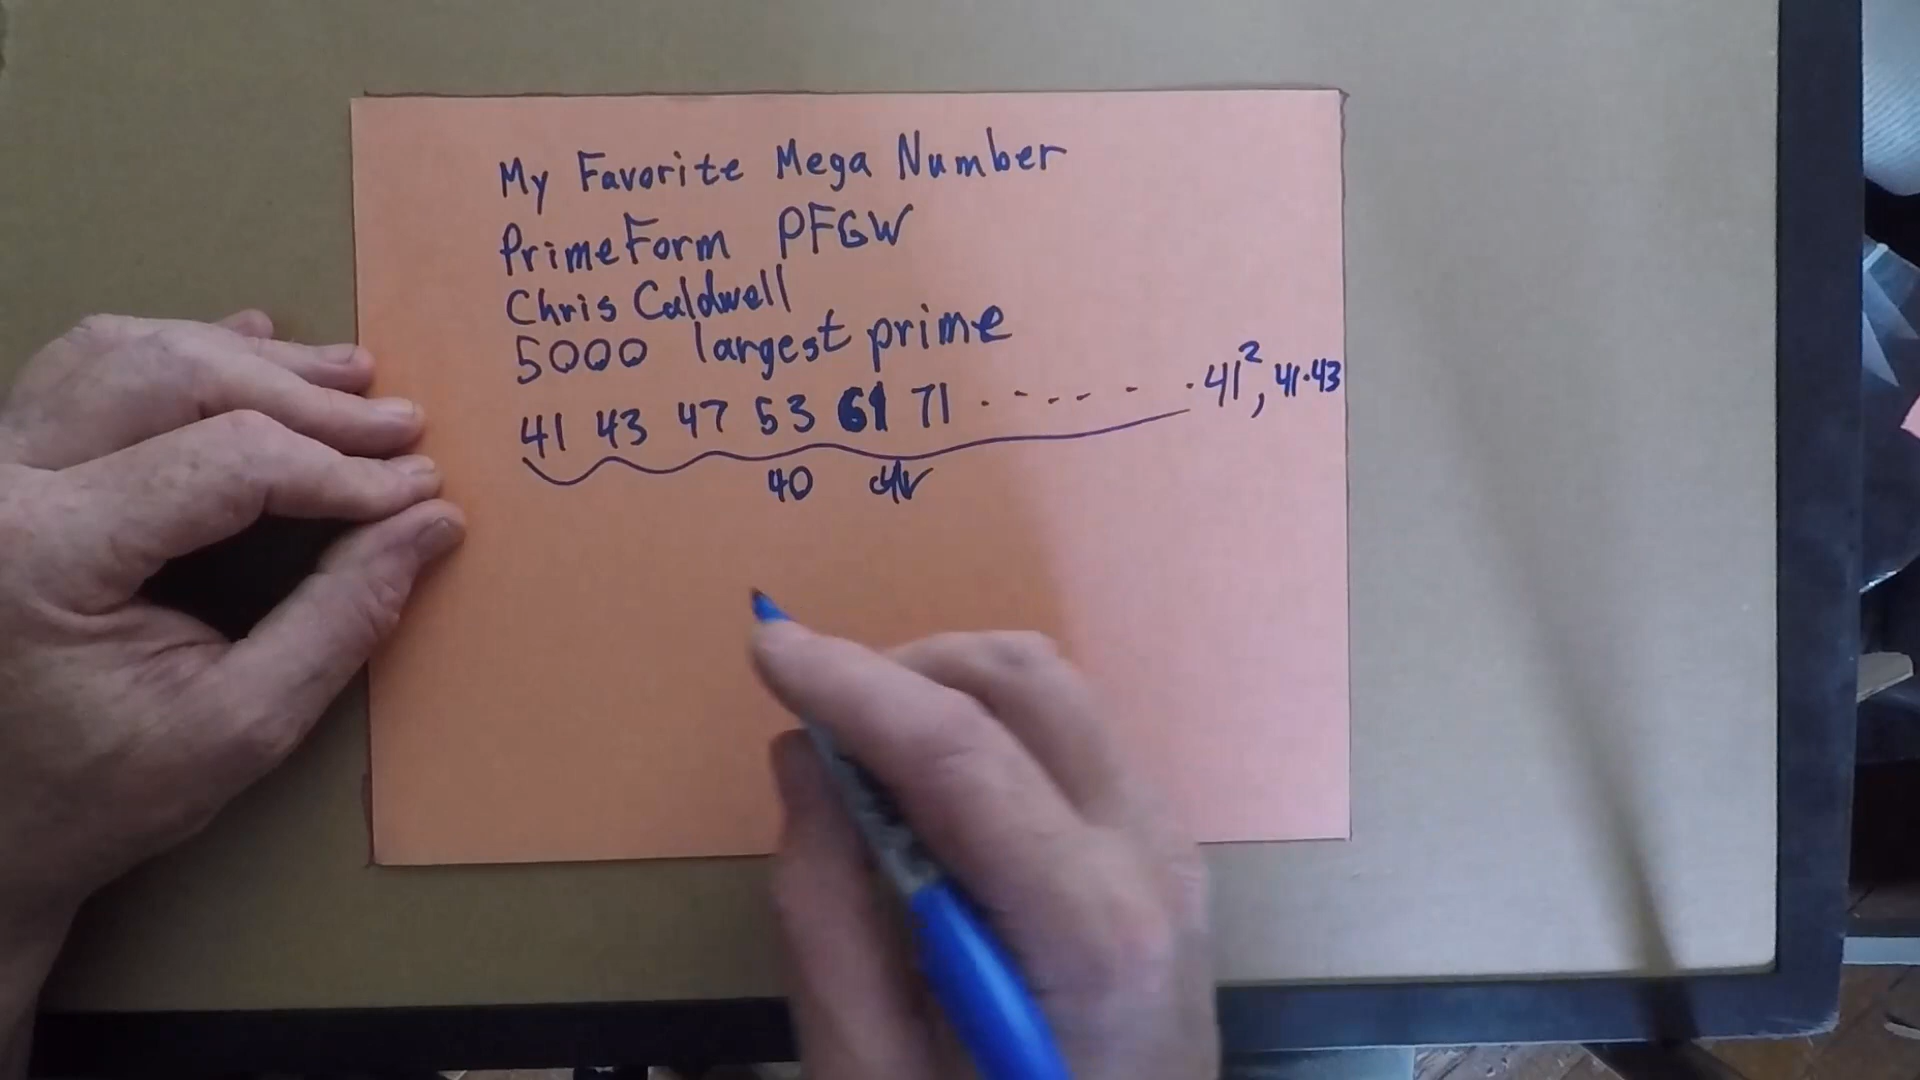 My Favorite Mega Number
PrimeForm PFGW
Chris Caldwell
5000 largest prime
41 43 47 53 61 71 . . . . . . . 41², 41·43
40